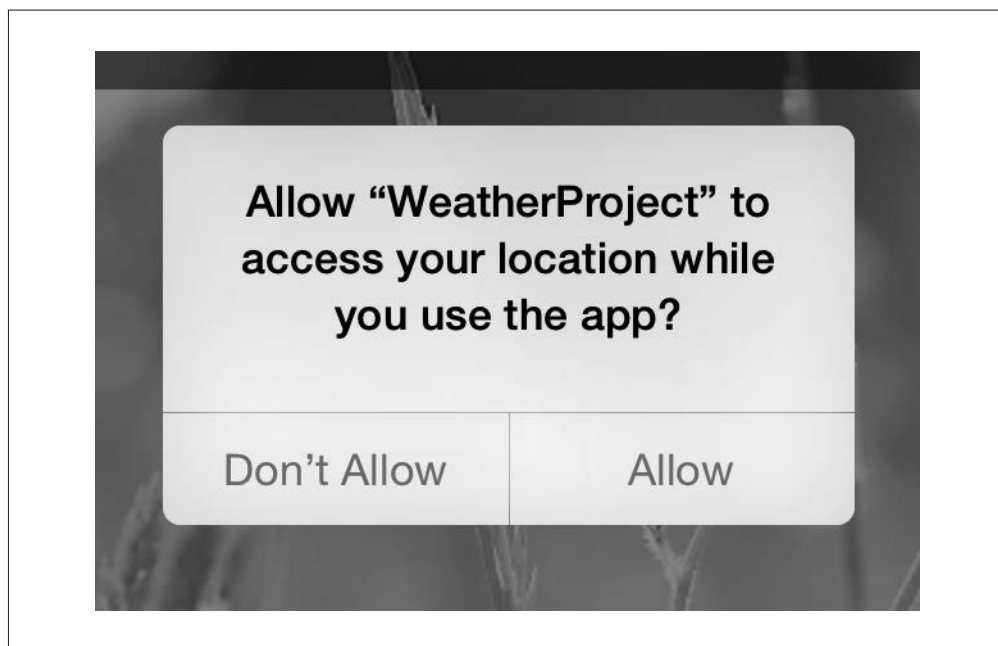 Allow “WeatherProject” to
access your location while
you use the app?
Don’t Allow
Allow